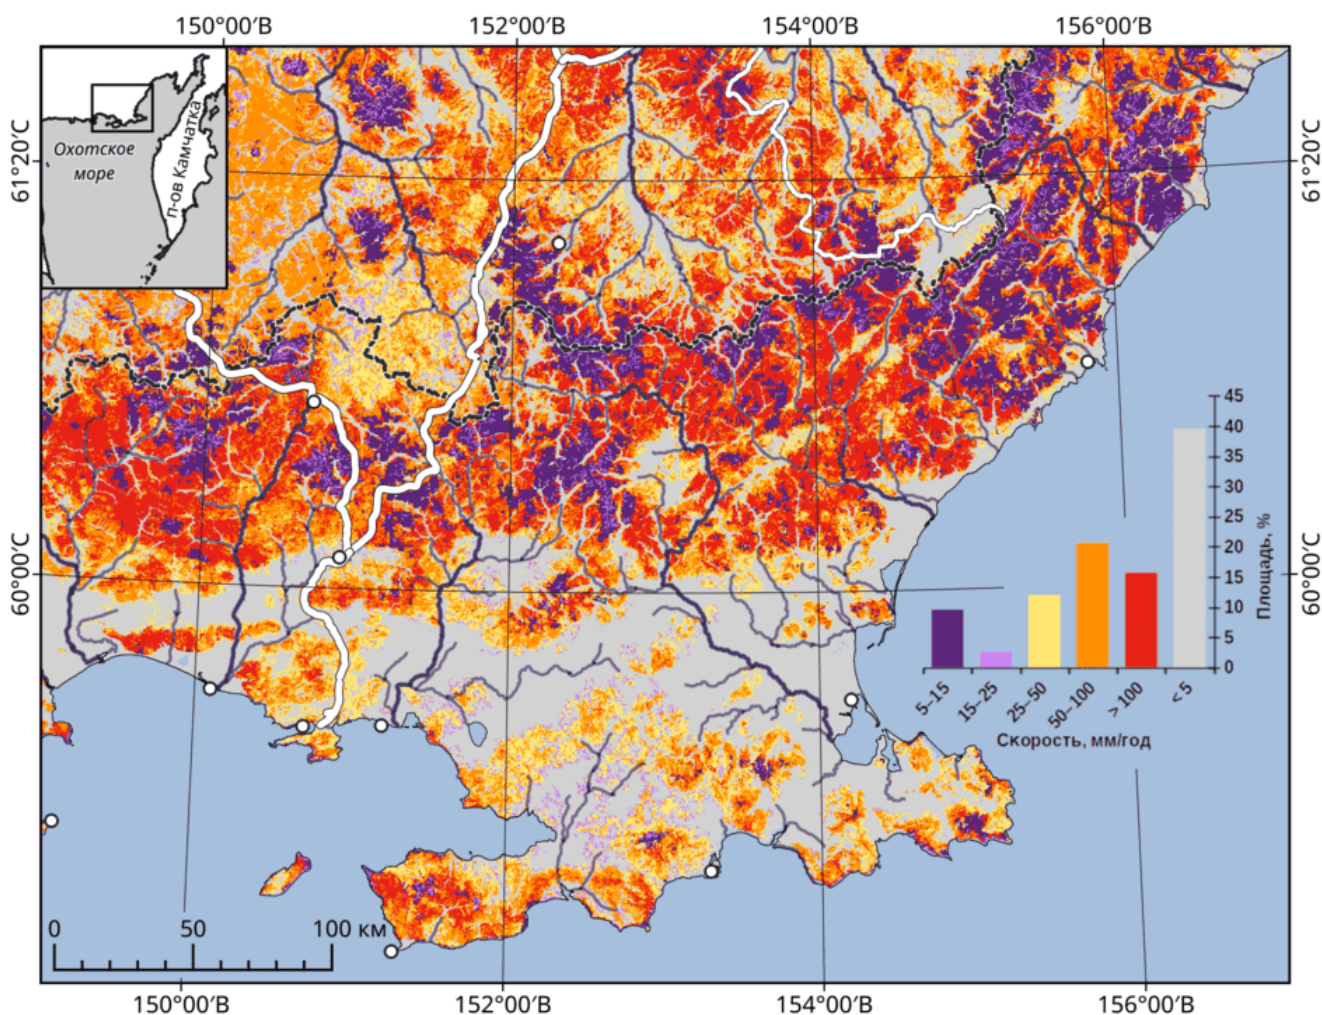 150°00′В
152°00′В
154°00′В
156°00′В
61°20′С
61°20′С
60°00′С
60°00′С
Охотское
море
п-ов Камчатка
45
40
35
30
25
20
15
10
5
0
Площадь, %
5–15
15–25
25–50
50–100
> 100
< 5
Скорость, мм/год
0
50
100 км
150°00′В
152°00′В
154°00′В
156°00′В